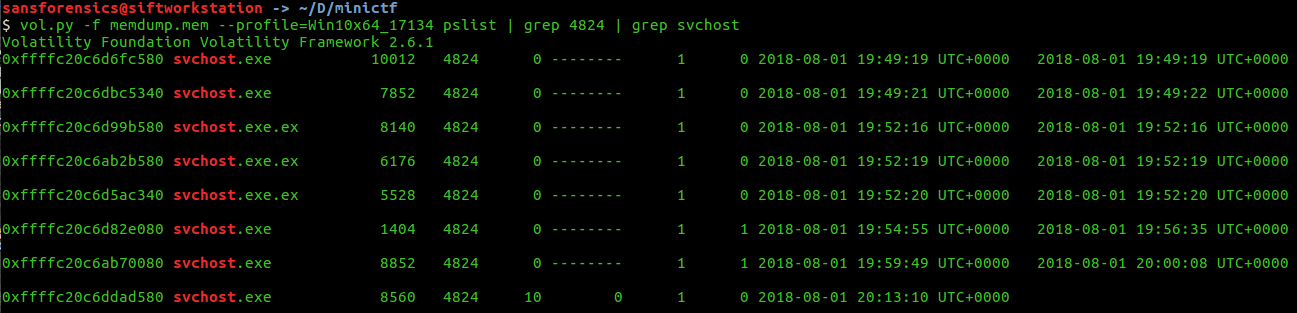 sansforensics@siftworkstation -> ~/D/minictf
$ vol.py -f memdump.mem --profile=Win10x64_17134 pslist | grep 4824 | grep svchost
Volatility Foundation Volatility Framework 2.6.1
0xffffc20c6d6fc580 svchost.exe 10012 4824 0 -------- 1 0 2018-08-01 19:49:19 UTC+0000 2018-08-01 19:49:19 UTC+0000
0xffffc20c6dbc5340 svchost.exe 7852 4824 0 -------- 1 0 2018-08-01 19:49:21 UTC+0000 2018-08-01 19:49:22 UTC+0000
0xffffc20c6d99b580 svchost.exe.ex 8140 4824 0 -------- 1 0 2018-08-01 19:52:16 UTC+0000 2018-08-01 19:52:16 UTC+0000
0xffffc20c6ab2b580 svchost.exe.ex 6176 4824 0 -------- 1 0 2018-08-01 19:52:19 UTC+0000 2018-08-01 19:52:19 UTC+0000
0xffffc20c6d5ac340 svchost.exe.ex 5528 4824 0 -------- 1 0 2018-08-01 19:52:20 UTC+0000 2018-08-01 19:52:20 UTC+0000
0xffffc20c6d82e080 svchost.exe 1404 4824 0 -------- 1 1 2018-08-01 19:54:55 UTC+0000 2018-08-01 19:56:35 UTC+0000
0xffffc20c6ab70080 svchost.exe 8852 4824 0 -------- 1 1 2018-08-01 19:59:49 UTC+0000 2018-08-01 20:00:08 UTC+0000
0xffffc20c6ddad580 svchost.exe 8560 4824 10 0 1 0 2018-08-01 20:13:10 UTC+0000